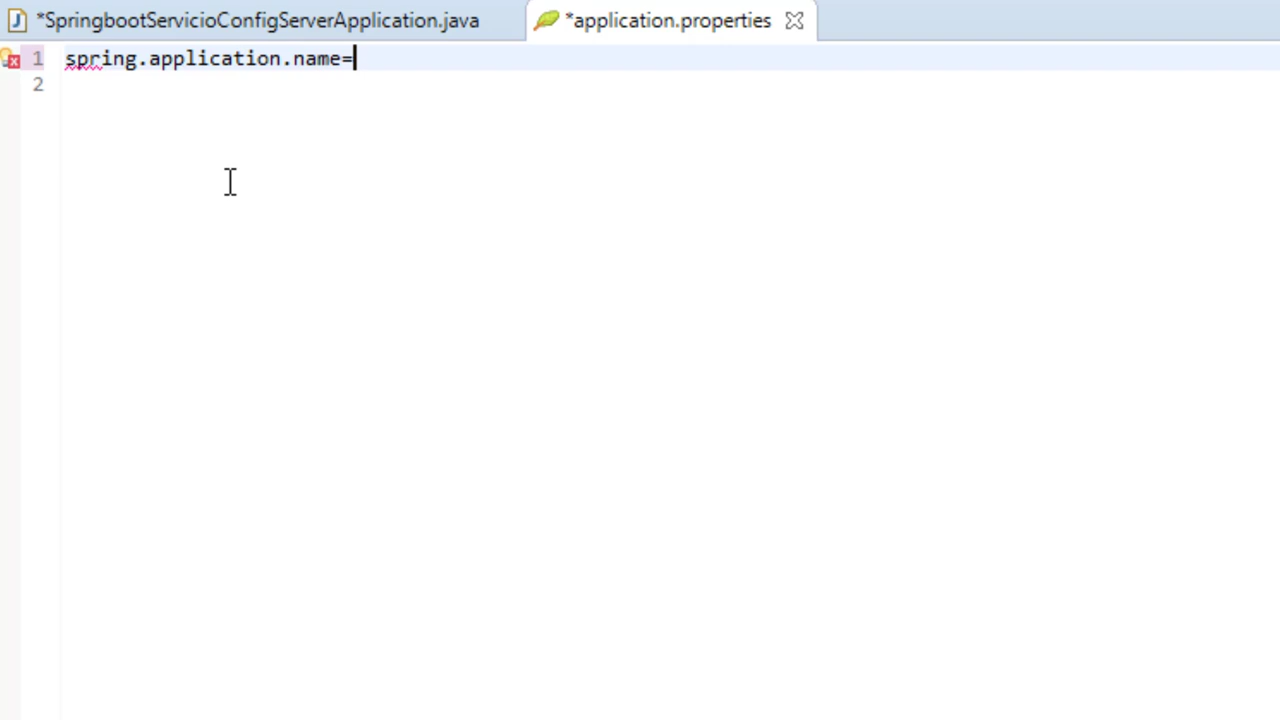 *SpringbootServicioConfigServerApplication.java
*application.properties
1 spring.application.name=
2